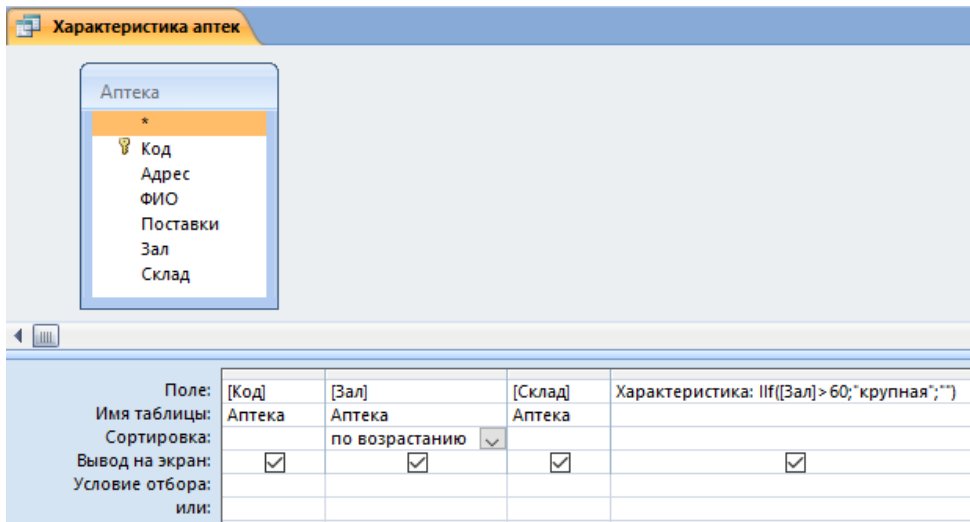 Характеристика аптек
Аптека
*
Код
Адрес
ФИО
Поставки
Зал
Склад
Поле: [Код] [Зал] [Склад] Характеристика: IIf([Зал]>60;"крупная";"")
Имя таблицы: Аптека Аптека Аптека
Сортировка: по возрастанию
Вывод на экран:
Условие отбора:
или: